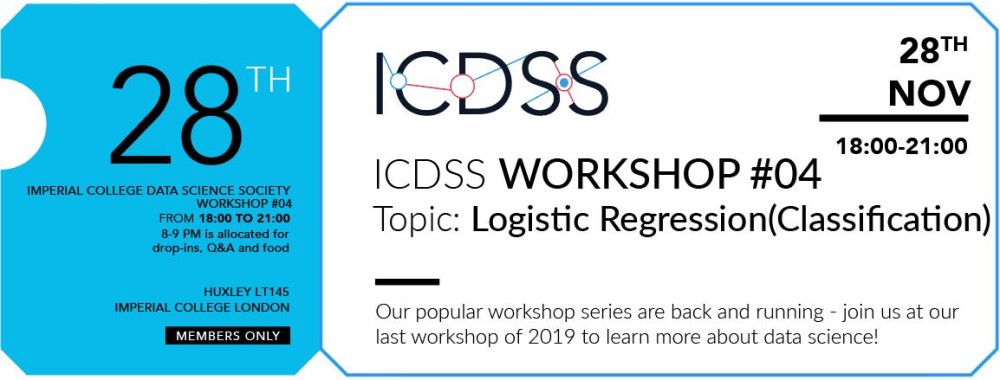 28TH
IMPERIAL COLLEGE DATA SCIENCE SOCIETY
WORKSHOP #04
FROM 18:00 TO 21:00
8-9 PM is allocated for
drop-ins, Q&A and food
HUXLEY LT145
IMPERIAL COLLEGE LONDON
MEMBERS ONLY
ICDSS
28TH
NOV
18:00-21:00
ICDSS WORKSHOP #04
Topic: Logistic Regression(Classification)
Our popular workshop series are back and running - join us at our
last workshop of 2019 to learn more about data science!